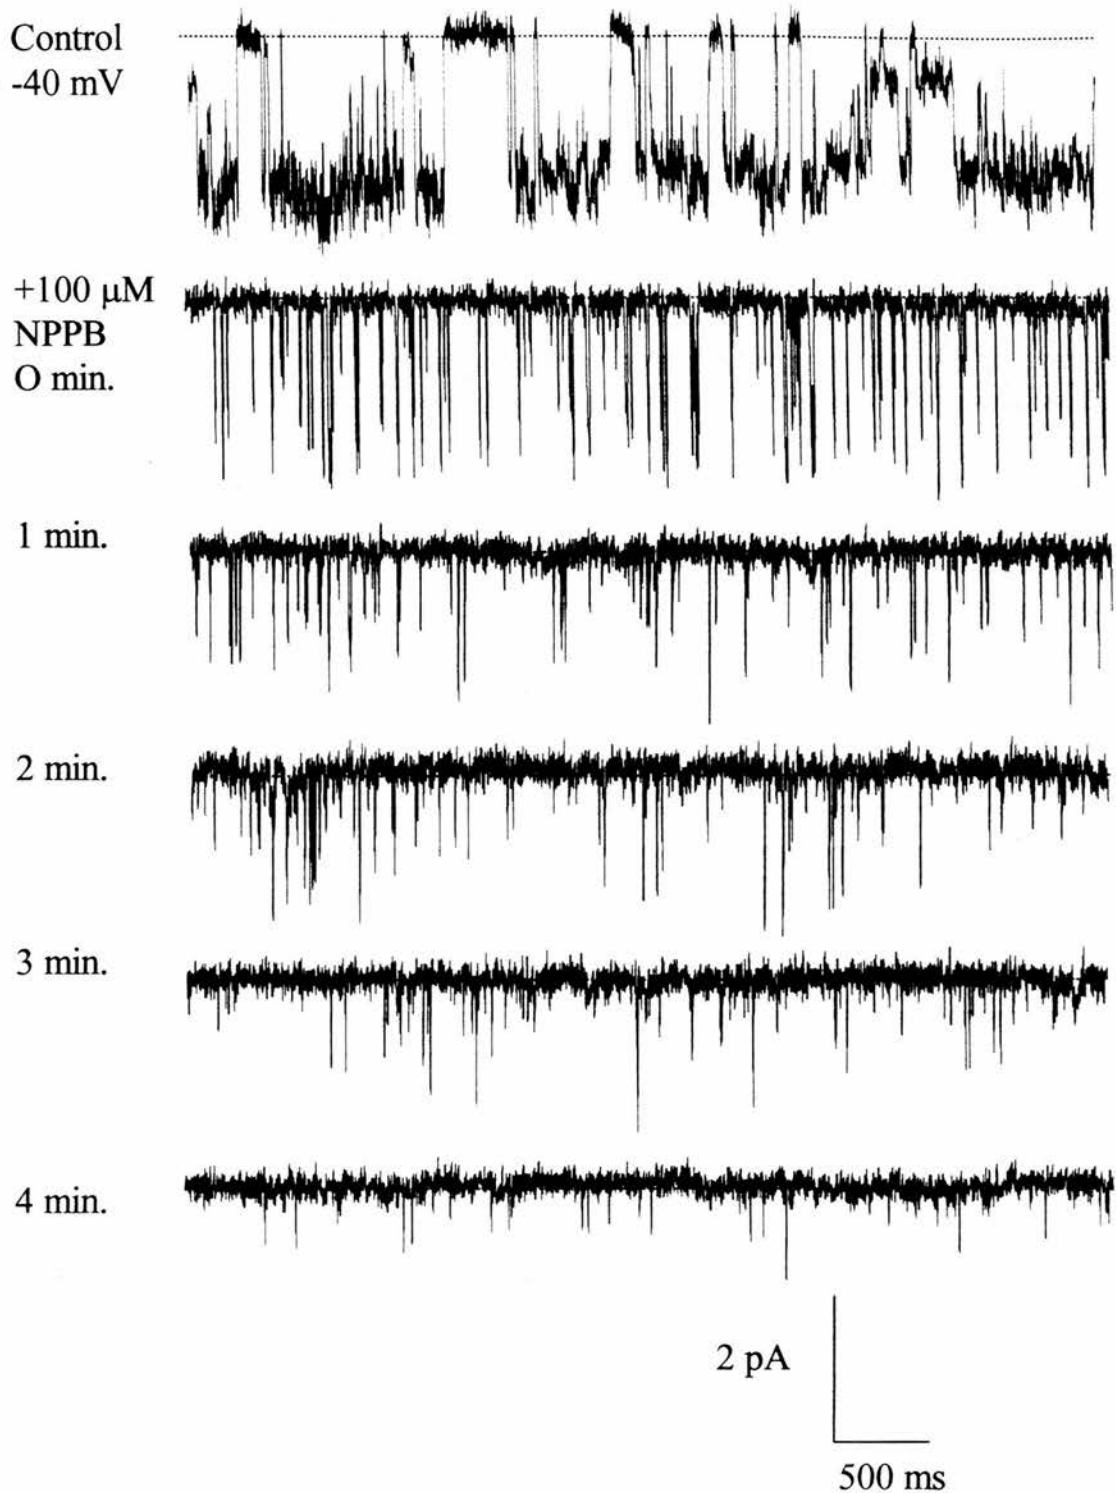 Control
-40 mV
+100 μM
NPPB
O min.
1 min.
2 min.
3 min.
4 min.
2 pA
500 ms